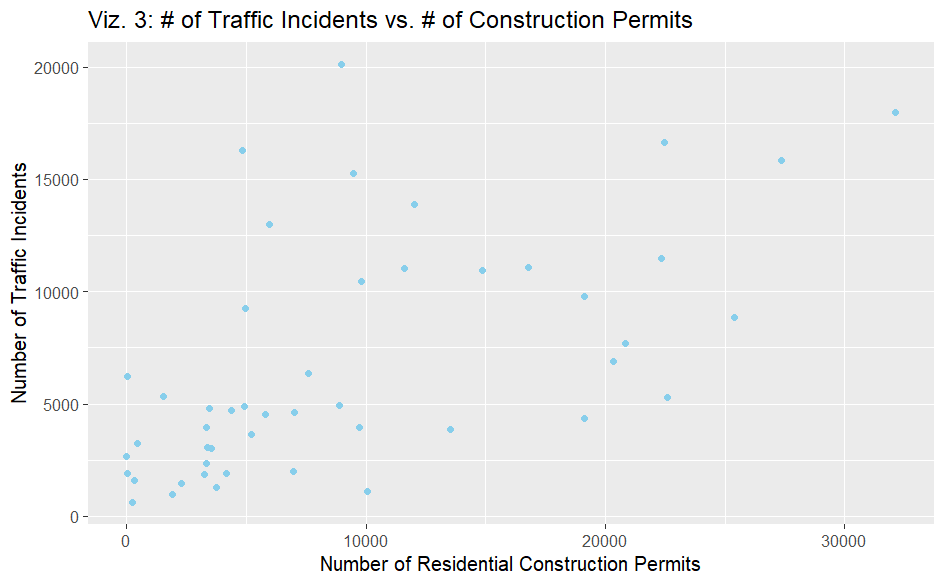 Viz. 3: # of Traffic Incidents vs. # of Construction Permits
20000
15000
10000
5000
0
Number of Traffic Incidents
0 10000 20000 30000
Number of Residential Construction Permits